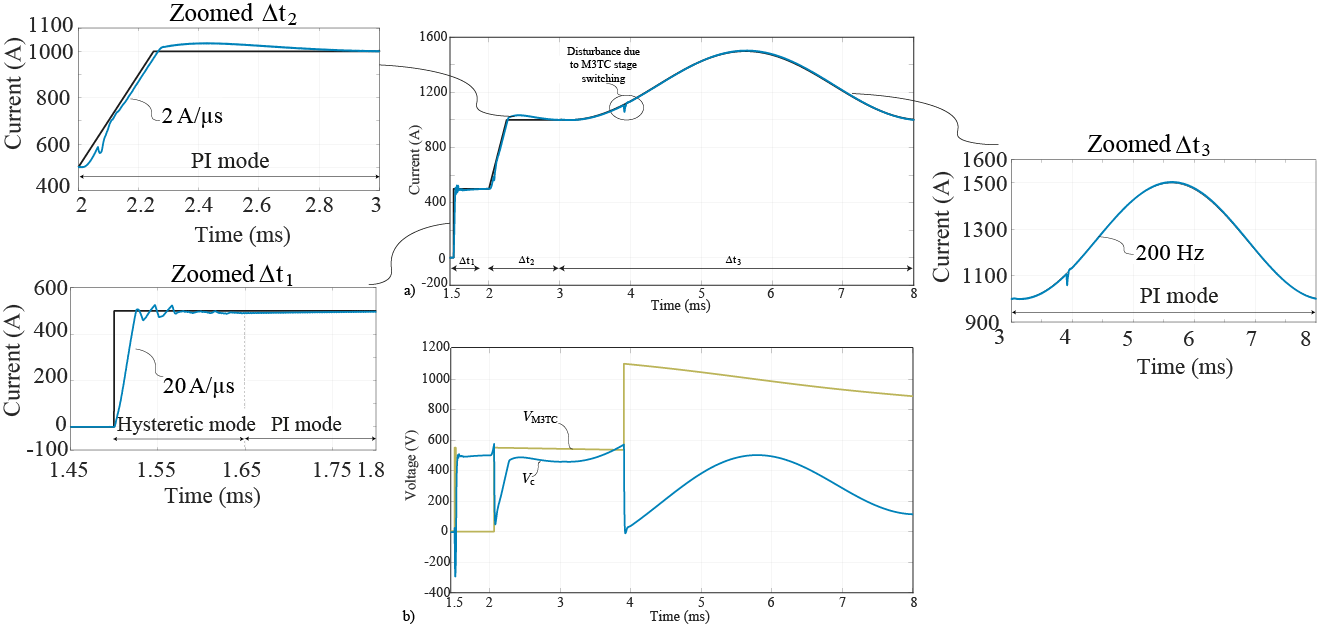 Zoomed Δt2
1100
1000
800
600
400
Current (A)
2 A/µs
PI mode
2 2.2 2.4 2.6 2.8 3
Time (ms)
Zoomed Δt1
600
400
200
0
-100
Current (A)
20 A/µs
Hysteretic mode PI mode
1.45 1.55 1.65 1.75 1.8
Time (ms)
1600
1200
800
400
0
-200
Current (A)
Disturbance due
to M3TC stage
switching
Δt1 Δt2 Δt3
a)
1.5 2 3 4 5 6 7 8
Time (ms)
1200
1000
800
600
400
200
0
-200
-400
Voltage (V)
VM3TC
Vc
1.5 2 3 4 5 6 7 8
Time (ms)
b)
Zoomed Δt3
1600
1500
1300
1100
900
Current (A)
200 Hz
PI mode
3 4 5 6 7 8
Time (ms)